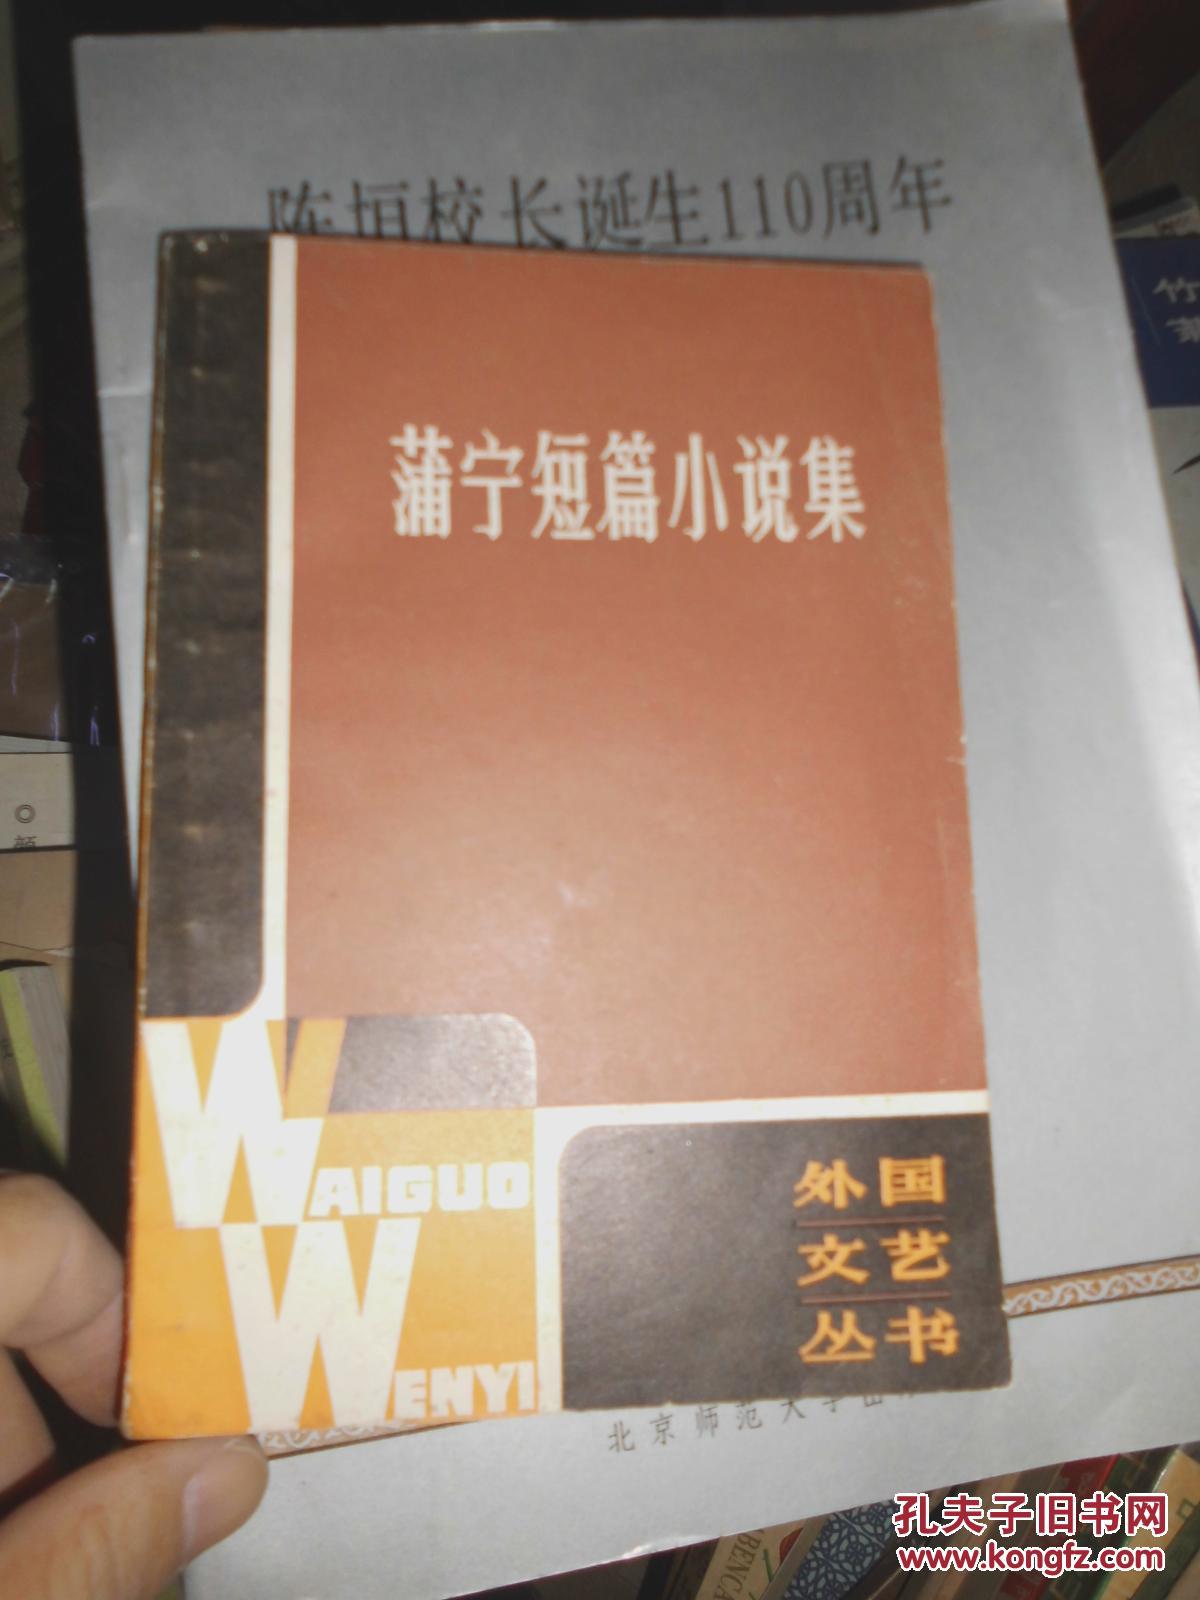 陈垣校长诞生110周年
蒲宁短篇小说集
WAIGUO
WENYI
外国
文艺
丛书
北京师范大学出
竹
孔夫子旧书网
www.kongfz.com